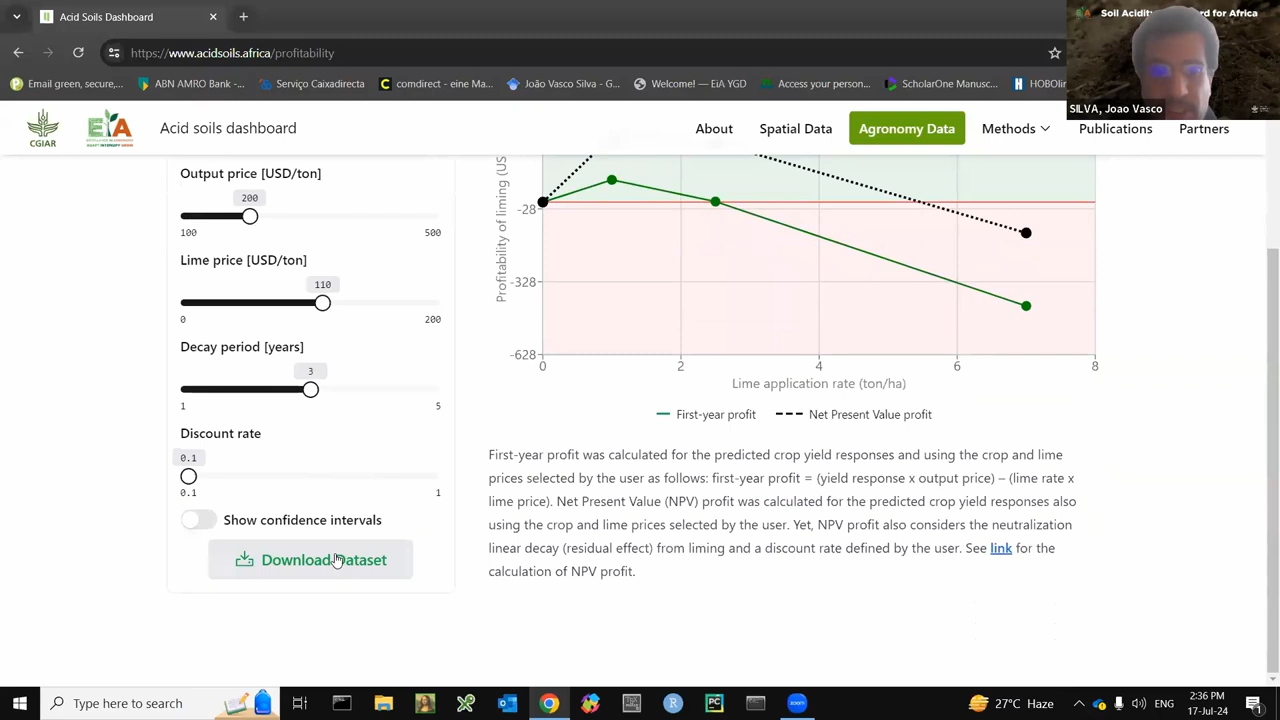 Acid Soils Dashboard
https://www.acidsoils.africa/profitability
Email green, secure,...
ABN AMRO Bank -...
Serviço Caixadirecta
comdirect - eine Ma...
João Vasco Silva - G...
Welcome! — EiA YGD
Access your person...
ScholarOne Manusc...
HOBOlin
EiA
Soil Acidity
rd for Africa
SILVA, Joao Vasco
CGIAR
EiA
Acid soils dashboard
About
Spatial Data
Agronomy Data
Methods
Publications
Partners
Output price [USD/ton]
200
100
500
Lime price [USD/ton]
110
0
200
Decay period [years]
3
1
5
Discount rate
0.1
0.1
1
Show confidence intervals
Download Dataset
Profitability of liming (US
-28
-328
-628
0
2
4
6
8
Lime application rate (ton/ha)
First-year profit
Net Present Value profit
First-year profit was calculated for the predicted crop yield responses and using the crop and lime
prices selected by the user as follows: first-year profit = (yield response x output price) – (lime rate x
lime price). Net Present Value (NPV) profit was calculated for the predicted crop yield responses also
using the crop and lime prices selected by the user. Yet, NPV profit also considers the neutralization
linear decay (residual effect) from liming and a discount rate defined by the user. See link for the
calculation of NPV profit.
Type here to search
27°C Haze
ENG
2:36 PM
17-Jul-24